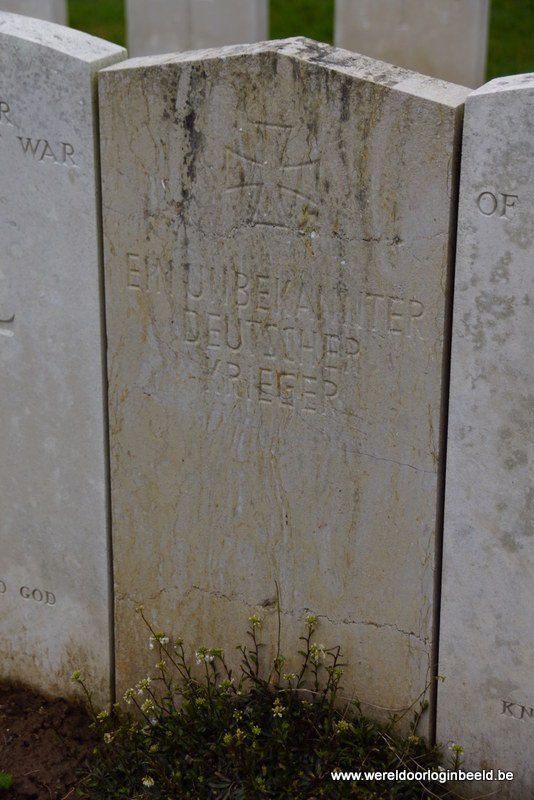 WAR
OF
EIN UNBEKANNTER
DEUTSCHER
KRIEGER
GOD
KN
www.wereldoorloginbeeld.be